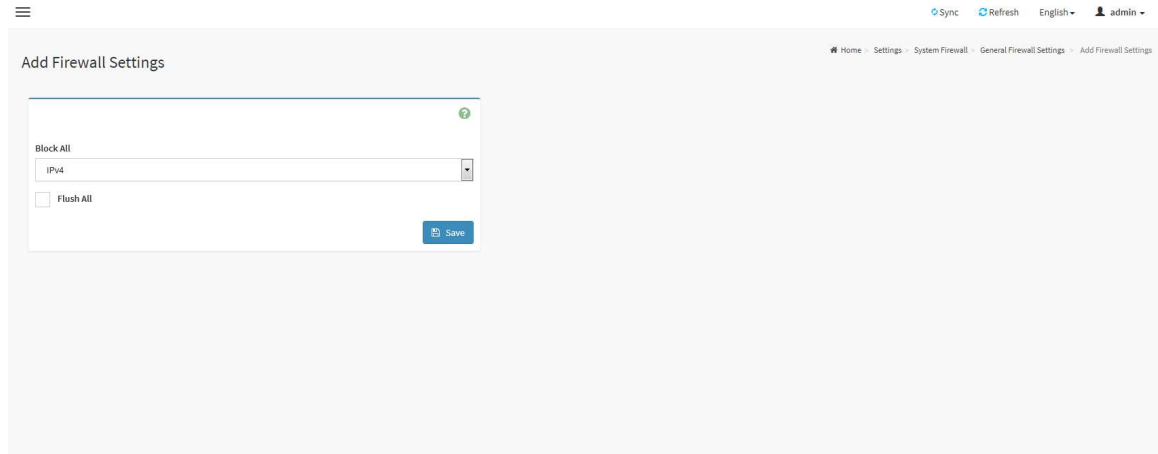 Sync Refresh English admin
Home > Settings > System Firewall > General Firewall Settings > Add Firewall Settings
Add Firewall Settings
?
Block All
IPv4
Flush All
Save